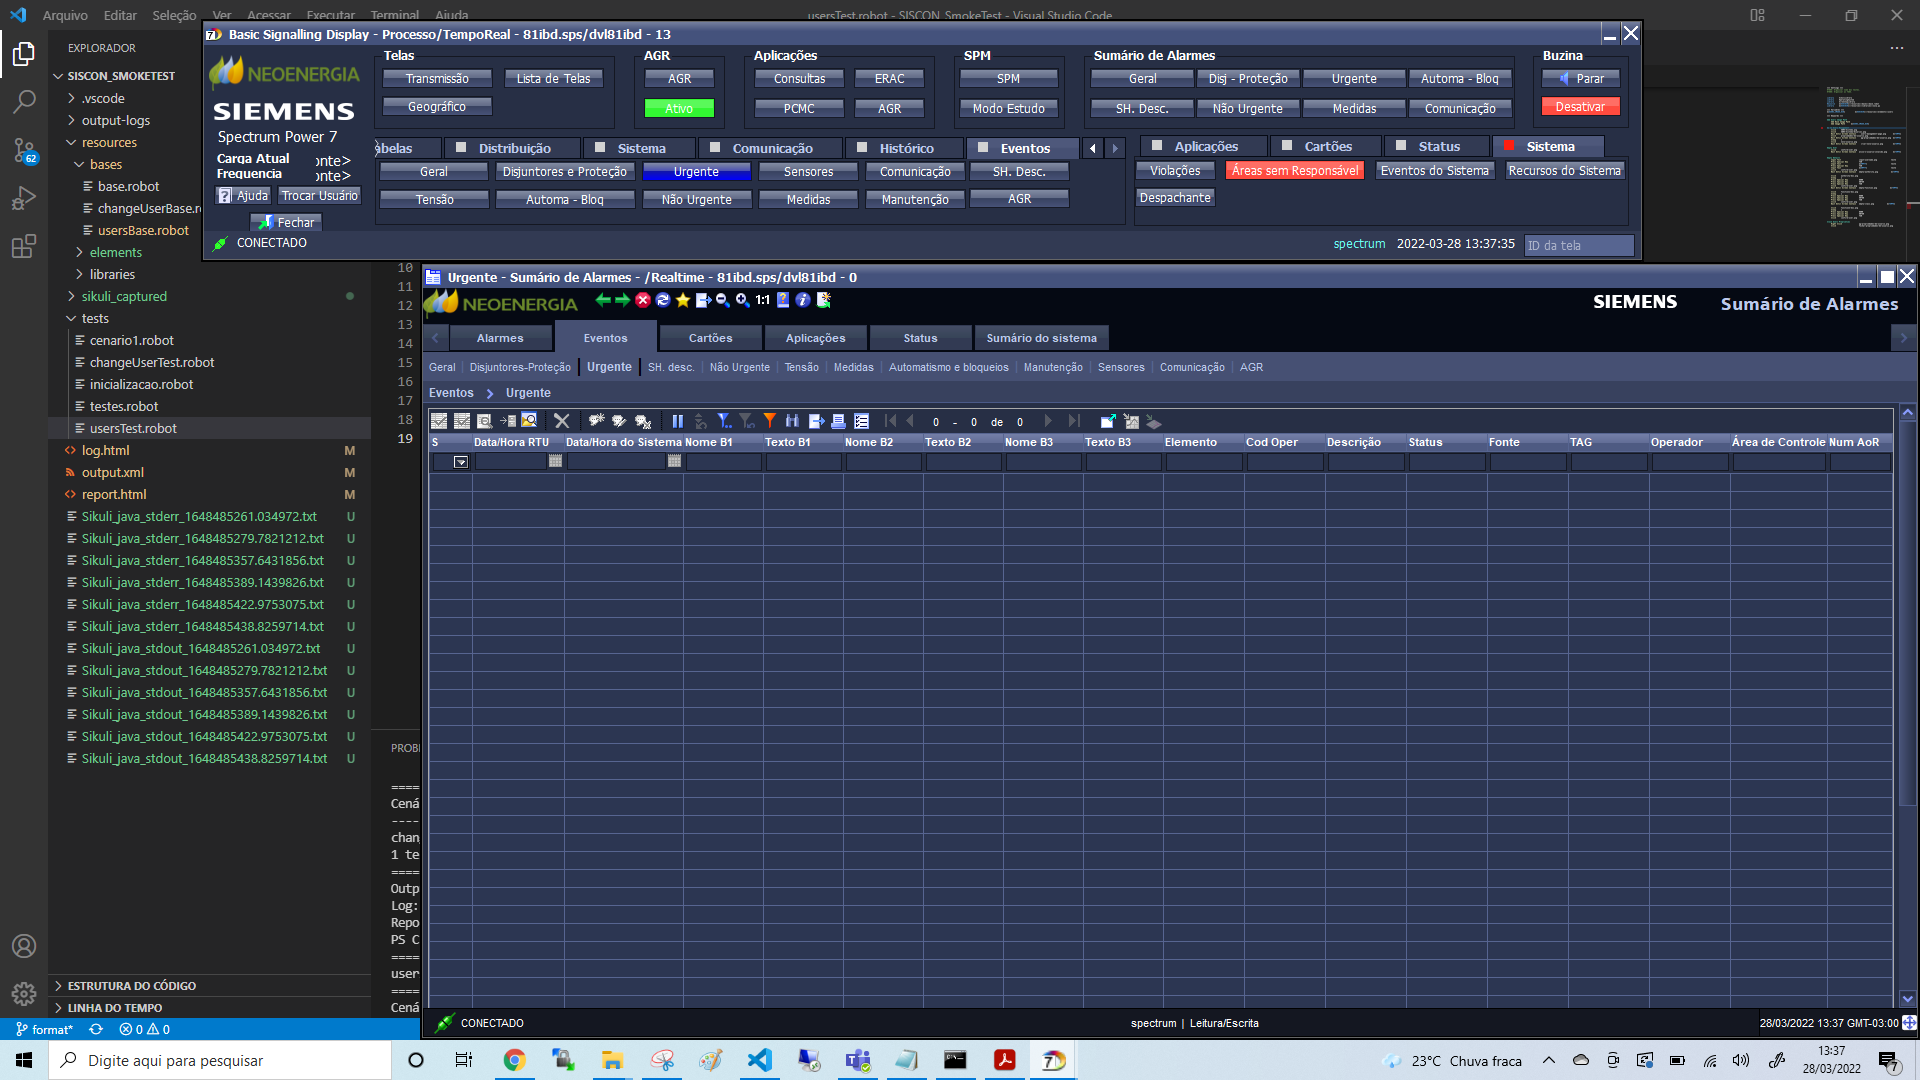 Arquivo Editar Seleção Ver Acessar Executar Terminal Ajuda
usersTest.robot - SISCON_SmokeTest - Visual Studio Code
EXPLORADOR
SISCON_SMOKETEST
.vscode
output-logs
resources
bases
base.robot
changeUserBase.r
usersBase.robot
elements
libraries
sikuli_captured
tests
cenario1.robot
changeUserTest.robot
inicializacao.robot
testes.robot
usersTest.robot
log.html M
output.xml M
report.html M
Sikuli_java_stderr_1648485261.034972.txt U
Sikuli_java_stderr_1648485279.7821212.txt U
Sikuli_java_stderr_1648485357.6431856.txt U
Sikuli_java_stderr_1648485389.1439826.txt U
Sikuli_java_stderr_1648485422.9753075.txt U
Sikuli_java_stderr_1648485438.8259714.txt U
Sikuli_java_stdout_1648485261.034972.txt U
Sikuli_java_stdout_1648485279.7821212.txt U
Sikuli_java_stdout_1648485357.6431856.txt U
Sikuli_java_stdout_1648485389.1439826.txt U
Sikuli_java_stdout_1648485422.9753075.txt U
Sikuli_java_stdout_1648485438.8259714.txt U
ESTRUTURA DO CÓDIGO
LINHA DO TEMPO
62
format* 0 0
Basic Signalling Display - Processo/TempoReal - 81ibd.sps/dvl81ibd - 13
NEOENERGIA
SIEMENS
Spectrum Power 7
Carga Atual onte>
Frequencia onte>
Ajuda Trocar Usuário
Fechar
CONECTADO
Telas
Transmissão Lista de Telas
Geográfico
AGR
AGR
Ativo
Aplicações
Consultas ERAC
PCMC AGR
SPM
SPM
Modo Estudo
Sumário de Alarmes
Geral Disj - Proteção Urgente Automa - Bloq
SH. Desc. Não Urgente Medidas Comunicação
Buzina
Parar
Desativar
belas Distribuição Sistema Comunicação Histórico Eventos
Geral Disjuntores e Proteção Urgente Sensores Comunicação SH. Desc.
Tensão Automa - Bloq Não Urgente Medidas Manutenção AGR
Aplicações Cartões Status Sistema
Violações Áreas sem Responsável Eventos do Sistema Recursos do Sistema
Despachante
spectrum 2022-03-28 13:37:35 ID da tela
10
11
12
13
14
15
16
17
18
19
PROBL
====
Cená
----
chan
1 te
====
Outp
Log:
Repo
PS C
====
user
====
Cená
Urgente - Sumário de Alarmes - /Realtime - 81ibd.sps/dvl81ibd - 0
NEOENERGIA 1:1 SIEMENS Sumário de Alarmes
Alarmes Eventos Cartões Aplicações Status Sumário do sistema
Geral Disjuntores-Proteção Urgente SH. desc. Não Urgente Tensão Medidas Automatismo e bloqueios Manutenção Sensores Comunicação AGR
Eventos Urgente
0 - 0 de 0
S Data/Hora RTU Data/Hora do Sistema Nome B1 Texto B1 Nome B2 Texto B2 Nome B3 Texto B3 Elemento Cod Oper Descrição Status Fonte TAG Operador Área de Controle Num AoR
CONECTADO spectrum | Leitura/Escrita 28/03/2022 13:37 GMT-03:00
Digite aqui para pesquisar
23°C Chuva fraca
13:37
28/03/2022
7